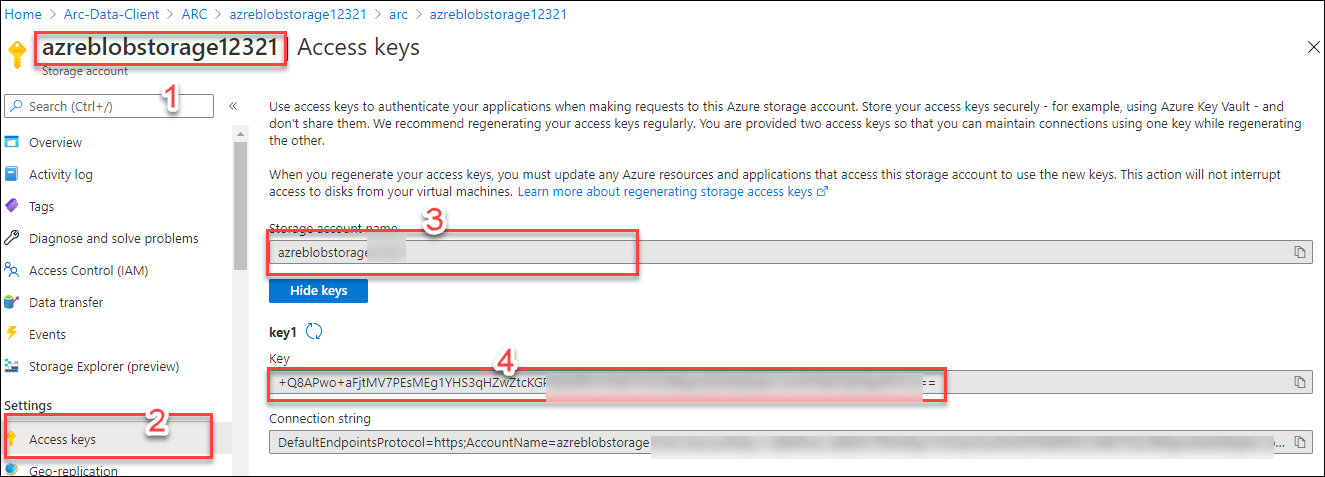 Home > Arc-Data-Client > ARC > azreblobstorage12321 > arc > azreblobstorage12321
azreblobstorage12321 | Access keys
Storage account
1
Search (Ctrl+/)
«
Overview
Activity log
Tags
Diagnose and solve problems
Access Control (IAM)
Data transfer
Events
Storage Explorer (preview)
Settings
2
Access keys
Geo-replication
Use access keys to authenticate your applications when making requests to this Azure storage account. Store your access keys securely - for example, using Azure Key Vault - and
don't share them. We recommend regenerating your access keys regularly. You are provided two access keys so that you can maintain connections using one key while regenerating
the other.
When you regenerate your access keys, you must update any Azure resources and applications that access this storage account to use the new keys. This action will not interrupt
access to disks from your virtual machines. Learn more about regenerating storage access keys
3
Storage account name
azreblobstorage
Hide keys
key1
4
Key
+Q8APwo+aFjtMV7PEsMEg1YHS3qHZwZtcKGF ==
Connection string
DefaultEndpointsProtocol=https;AccountName=azreblobstorage ...